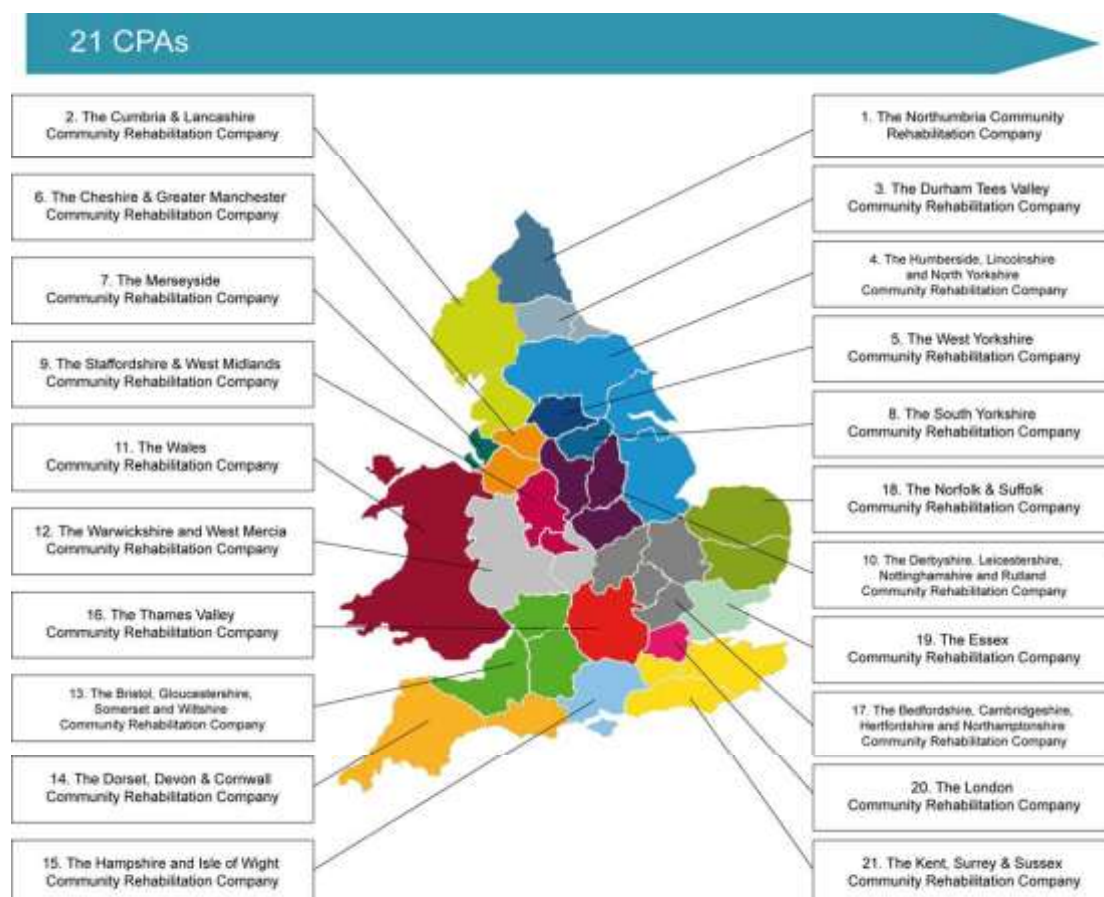 21 CPAs
2. The Cumbria & Lancashire
Community Rehabilitation Company
6. The Cheshire & Greater Manchester
Community Rehabilitation Company
7. The Merseyside
Community Rehabilitation Company
9. The Staffordshire & West Midlands
Community Rehabilitation Company
11. The Wales
Community Rehabilitation Company
12. The Warwickshire and West Mercia
Community Rehabilitation Company
16. The Thames Valley
Community Rehabilitation Company
13. The Bristol, Gloucestershire,
Somerset and Wiltshire
Community Rehabilitation Company
14. The Dorset, Devon & Cornwall
Community Rehabilitation Company
15. The Hampshire and Isle of Wight
Community Rehabilitation Company
1. The Northumbria Community
Rehabilitation Company
3. The Durham Tees Valley
Community Rehabilitation Company
4. The Humberside, Lincolnshire
and North Yorkshire
Community Rehabilitation Company
5. The West Yorkshire
Community Rehabilitation Company
8. The South Yorkshire
Community Rehabilitation Company
18. The Norfolk & Suffolk
Community Rehabilitation Company
10. The Derbyshire, Leicestershire,
Nottinghamshire and Rutland
Community Rehabilitation Company
19. The Essex
Community Rehabilitation Company
17. The Bedfordshire, Cambridgeshire,
Hertfordshire and Northamptonshire
Community Rehabilitation Company
20. The London
Community Rehabilitation Company
21. The Kent, Surrey & Sussex
Community Rehabilitation Company